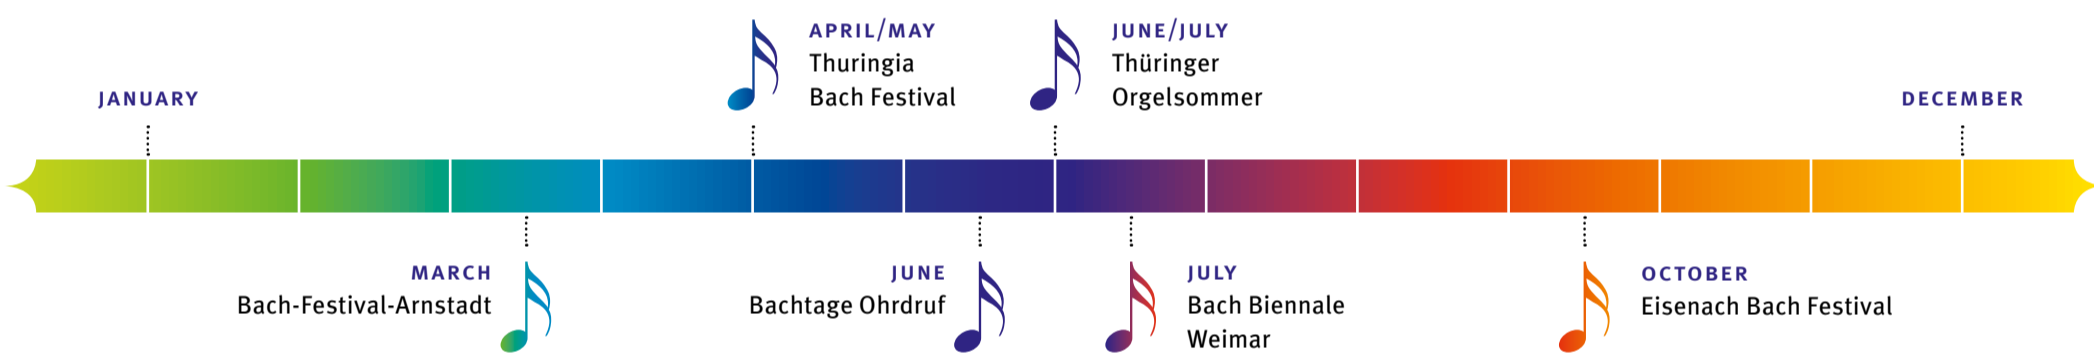 JANUARY
MARCH
Bach-Festival-Arnstadt
APRIL/MAY
Thuringia
Bach Festival
JUNE
Bachtage Ohrdruf
JUNE/JULY
Thüringer
Orgelsommer
JULY
Bach Biennale
Weimar
OCTOBER
Eisenach Bach Festival
DECEMBER